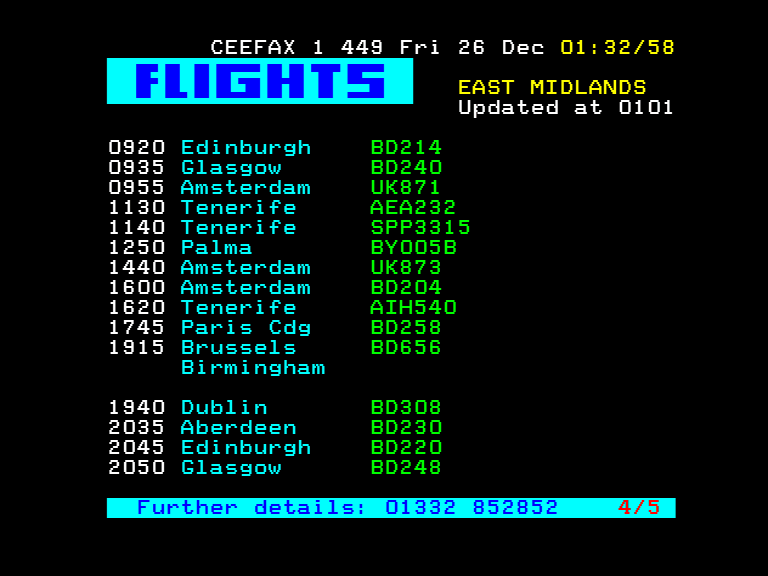 CEEFAX 1 449 Fri 26 Dec 01:32/58
FLIGHTS
EAST MIDLANDS
Updated at 0101
0920 Edinburgh BD214
0935 Glasgow BD240
0955 Amsterdam UK871
1130 Tenerife AEA232
1140 Tenerife SPP3315
1250 Palma BY005B
1440 Amsterdam UK873
1600 Amsterdam BD204
1620 Tenerife AIH540
1745 Paris Cdg BD258
1915 Brussels BD656
Birmingham
1940 Dublin BD308
2035 Aberdeen BD230
2045 Edinburgh BD220
2050 Glasgow BD248
Further details: 01332 852852 4/5